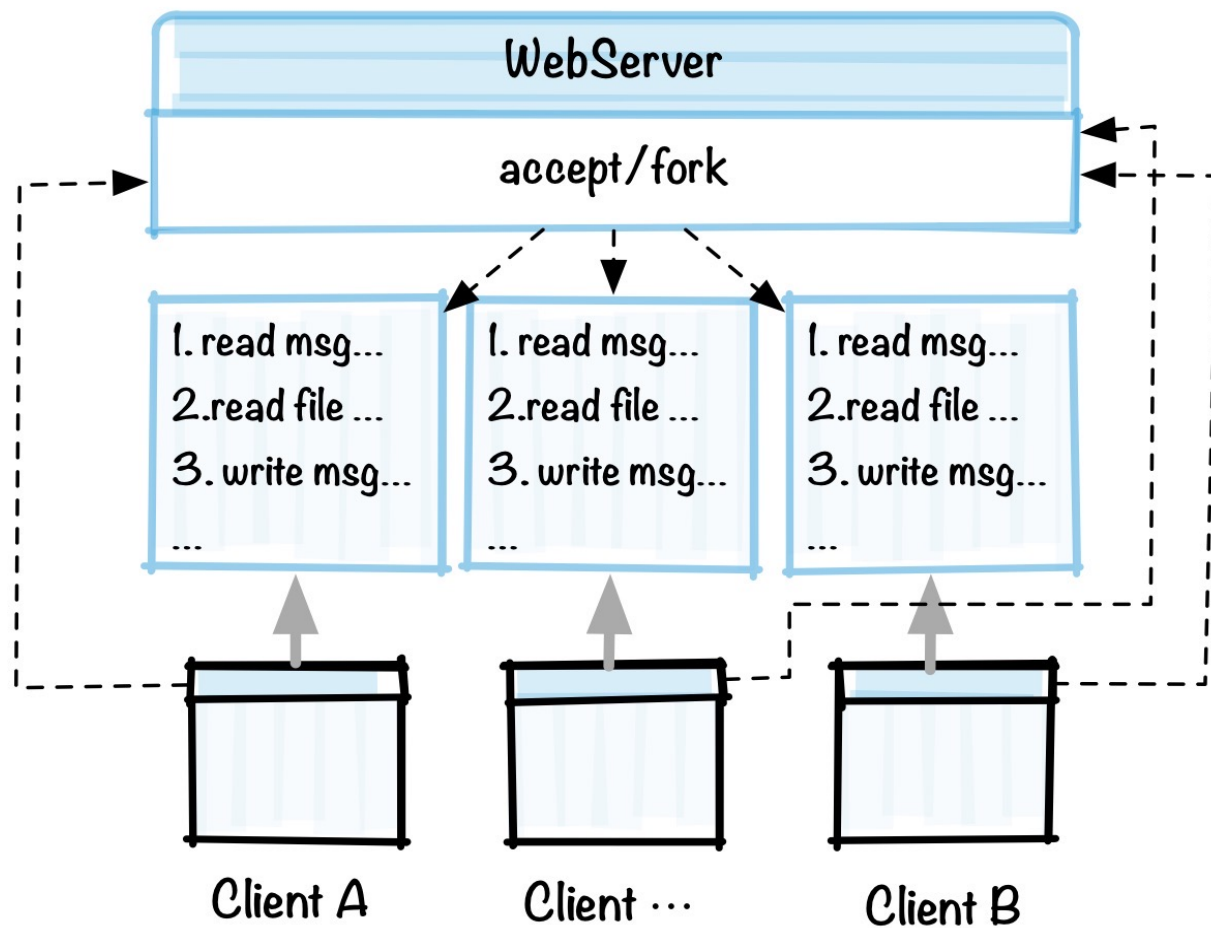 WebServer
accept/fork
1. read msg...
2.read file ...
3. write msg...
...
1. read msg...
2.read file ...
3. write msg...
...
1. read msg...
2.read file ...
3. write msg...
...
Client A
Client ...
Client B